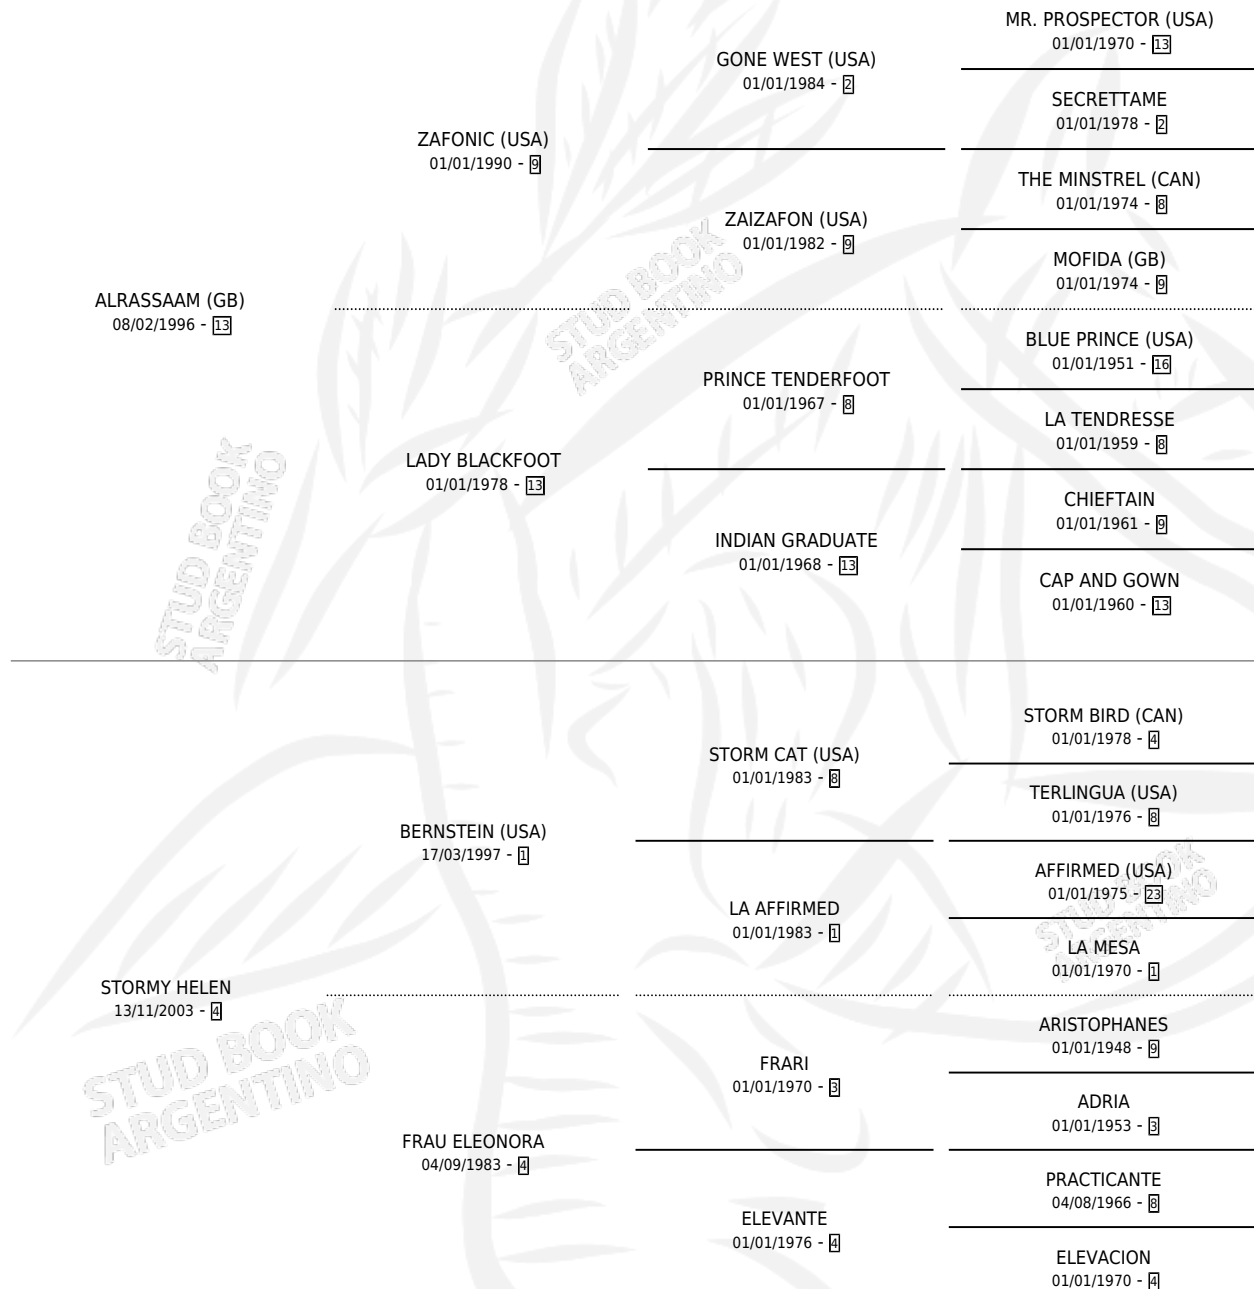 MR. PROSPECTOR (USA)
01/01/1970 - 13
GONE WEST (USA)
01/01/1984 - 2
SECRETTAME
01/01/1978 - 2
ZAFONIC (USA)
01/01/1990 - 9
THE MINSTREL (CAN)
01/01/1974 - 8
ZAIZAFON (USA)
01/01/1982 - 9
MOFIDA (GB)
01/01/1974 - 9
ALRASSAAM (GB)
08/02/1996 - 13
BLUE PRINCE (USA)
01/01/1951 - 16
PRINCE TENDERFOOT
01/01/1967 - 8
LA TENDRESSE
01/01/1959 - 8
LADY BLACKFOOT
01/01/1978 - 13
CHIEFTAIN
01/01/1961 - 9
INDIAN GRADUATE
01/01/1968 - 13
CAP AND GOWN
01/01/1960 - 13
STORM BIRD (CAN)
01/01/1978 - 4
STORM CAT (USA)
01/01/1983 - 8
TERLINGUA (USA)
01/01/1976 - 8
BERNSTEIN (USA)
17/03/1997 - 1
AFFIRMED (USA)
01/01/1975 - 23
LA AFFIRMED
01/01/1983 - 1
LA MESA
01/01/1970 - 1
STORMY HELEN
13/11/2003 - 4
ARISTOPHANES
01/01/1948 - 9
FRARI
01/01/1970 - 3
ADRIA
01/01/1953 - 3
FRAU ELEONORA
04/09/1983 - 4
PRACTICANTE
04/08/1966 - 8
ELEVANTE
01/01/1976 - 4
ELEVACION
01/01/1970 - 4
STUD BOOK
ARGENTINO
STUD BOOK
ARGENTINO
STUD BOOK
ARGENTINO
STUD BOOK
ARGENTINO